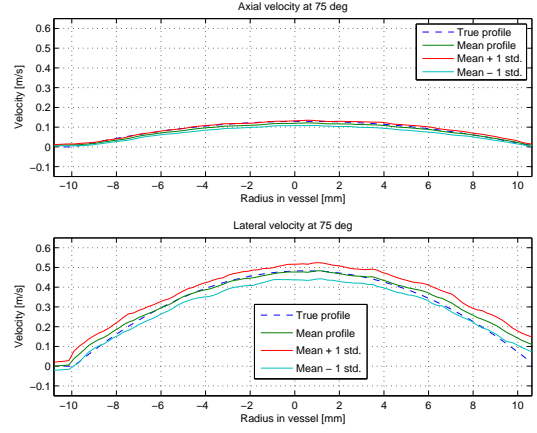 Axial velocity at 75 deg
Velocity [m/s]
0.6
0.5
0.4
0.3
0.2
0.1
0
−0.1
True profile
Mean profile
Mean + 1 std.
Mean − 1 std.
−10 −8 −6 −4 −2 0 2 4 6 8 10
Radius in vessel [mm]
Lateral velocity at 75 deg
Velocity [m/s]
0.6
0.5
0.4
0.3
0.2
0.1
0
−0.1
True profile
Mean profile
Mean + 1 std.
Mean − 1 std.
−10 −8 −6 −4 −2 0 2 4 6 8 10
Radius in vessel [mm]